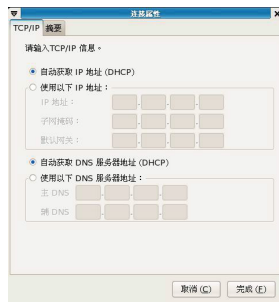 连接属性
TCP/IP 摘要
请输入TCP/IP 信息。
自动获取 IP 地址 (DHCP)
使用以下 IP 地址：
IP 地址：
子网掩码：
默认网关：
自动获取 DNS 服务器地址 (DHCP)
使用以下 DNS 服务器地址：
主 DNS
辅 DNS
取消 (C)
完成 (F)